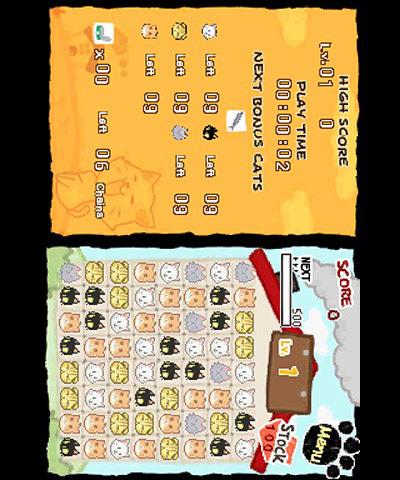 HIGH SCORE
Lv.01 0
PLAY TIME
00:00:02
NEXT BONUS CATS
Left 09 Left 09
Left 09 Left 09
Left 09
x00 Left 06 Chains
SCORE
0
NEXT
500
Lv. 1
Menu
STOCK